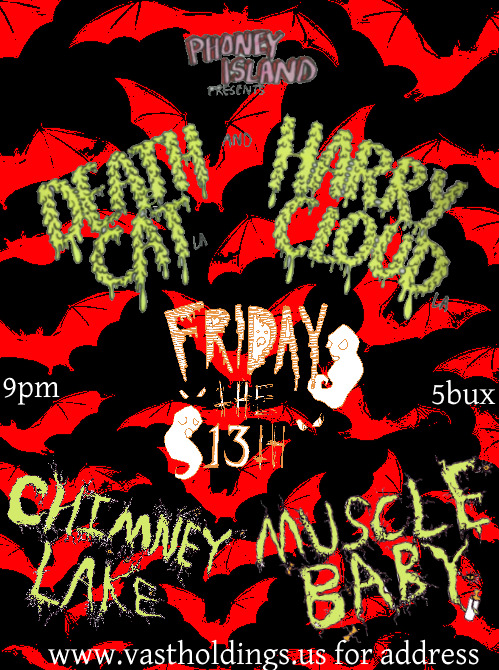 PHONEY
ISLAND
PRESENTS
DEATH
CAT
LA
AND
HARRY
CLOUD
LA
FRIDAY
THE
13TH
9pm
5bux
CHIMNEY
LAKE
MUSCLE
BABY
www.vastholdings.us for address